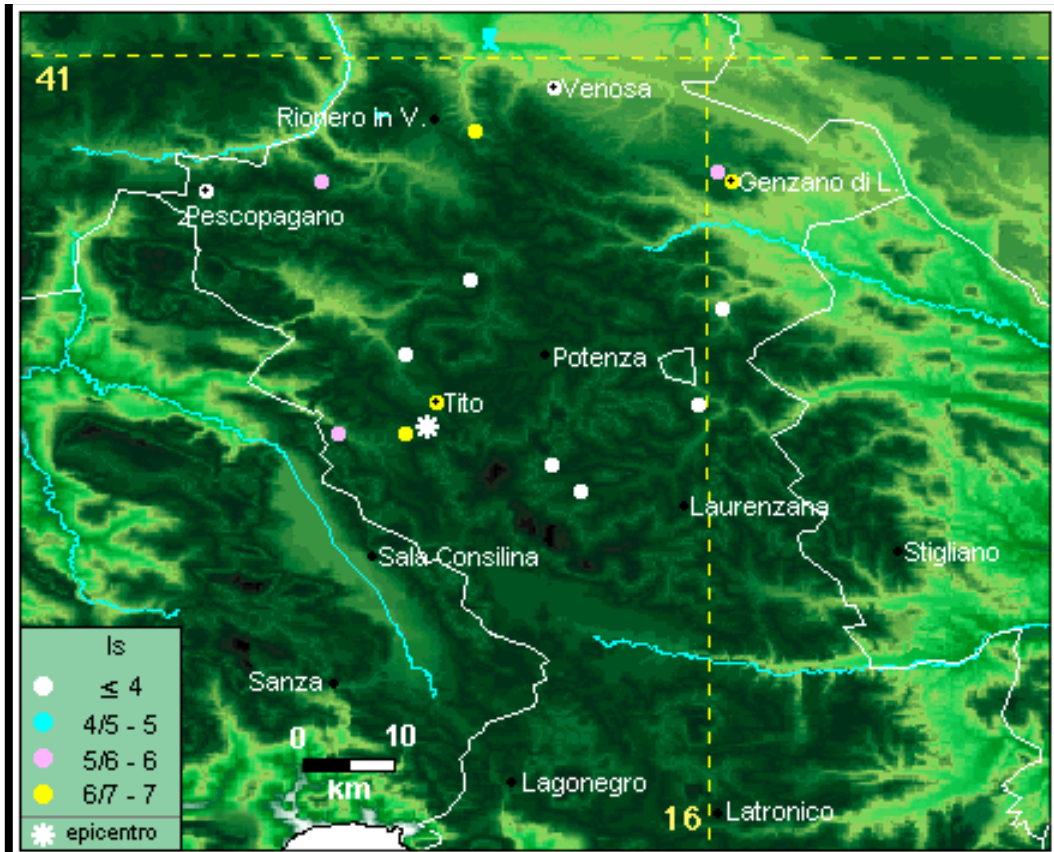 41
Venosa
Rionero in V.
Genzano di L.
Pescopagano
Potenza
Tito
Laurenzana
Sala Consilina
Stigliano
Is
≤ 4
4/5 - 5
5/6 - 6
6/7 - 7
epicentro
Sanza
0 10
km
Lagonegro
16
Latronico